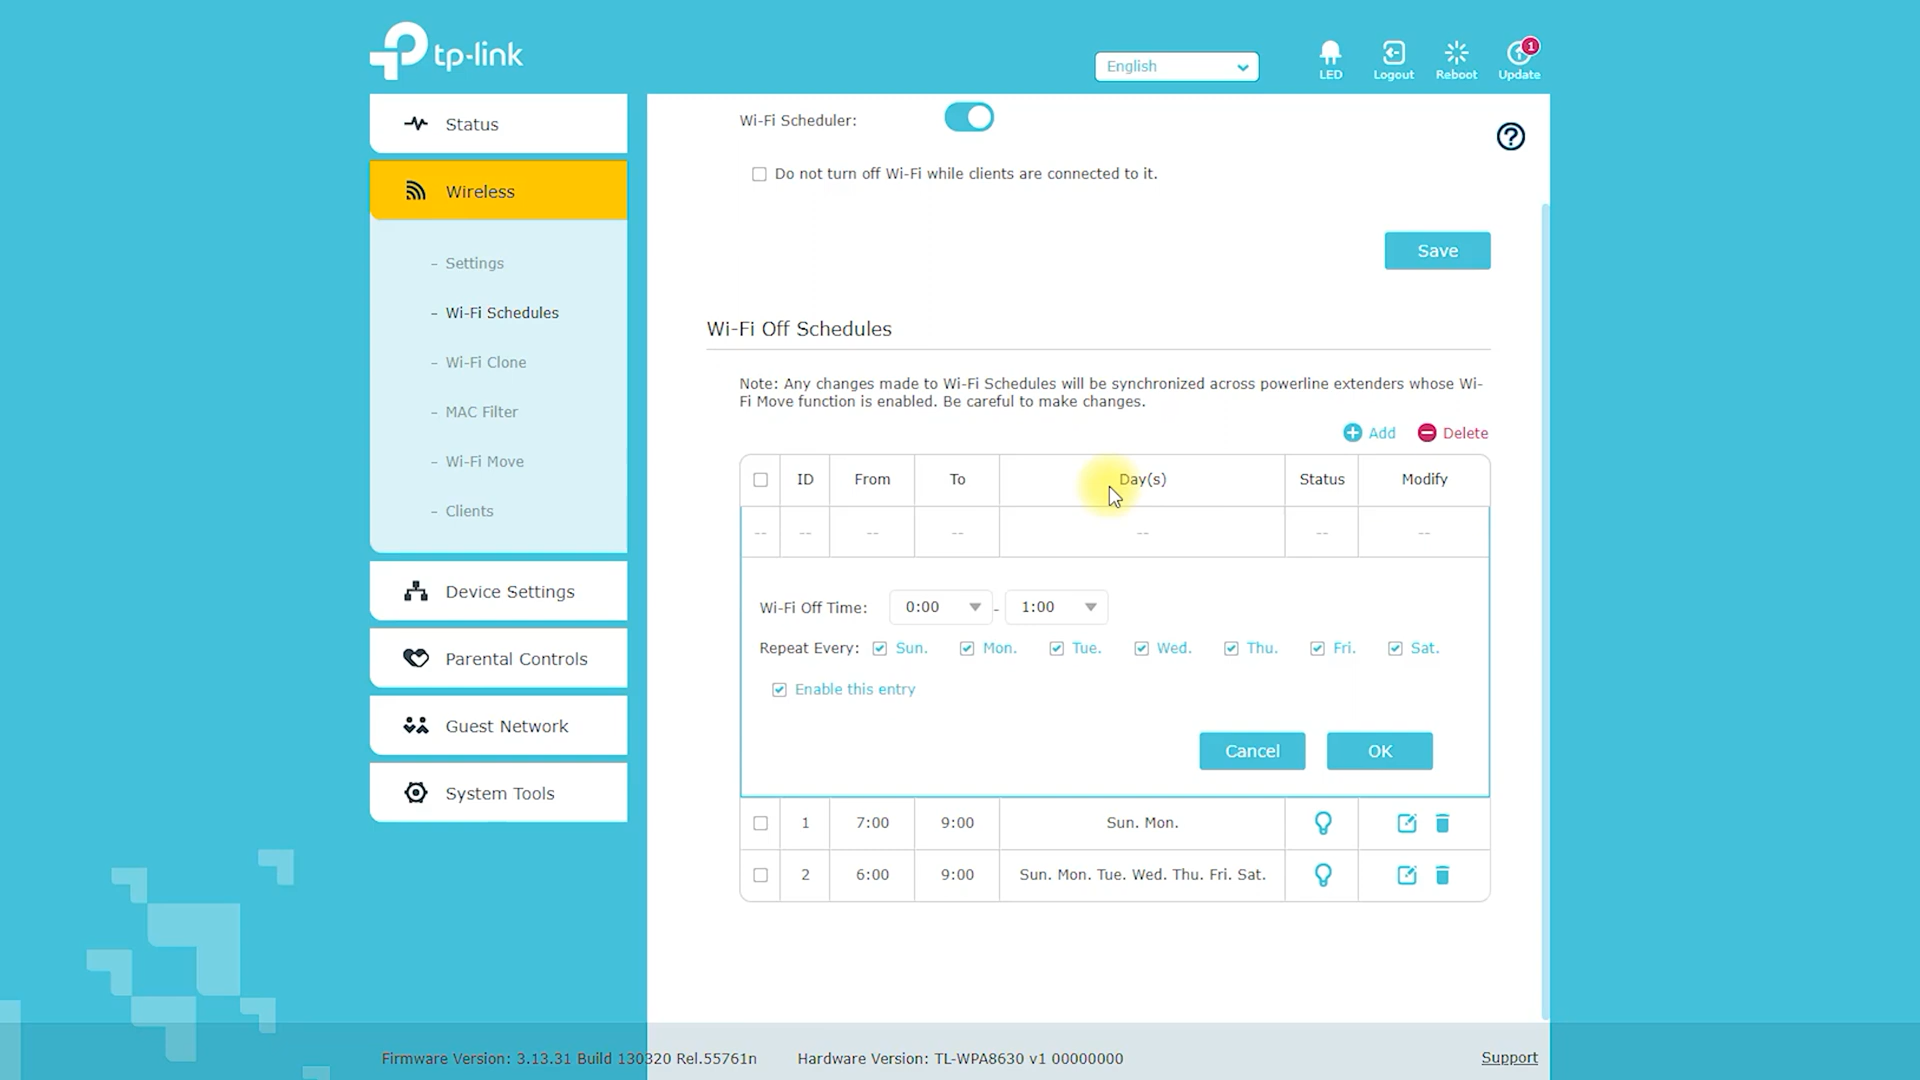 tp-link
English
LED
Logout
Reboot
1
Update
Status
Wireless
- Settings
- Wi-Fi Schedules
- Wi-Fi Clone
- MAC Filter
- Wi-Fi Move
- Clients
Device Settings
Parental Controls
Guest Network
System Tools
Wi-Fi Scheduler:
?
Do not turn off Wi-Fi while clients are connected to it.
Save
Wi-Fi Off Schedules
Note: Any changes made to Wi-Fi Schedules will be synchronized across powerline extenders whose Wi-
Fi Move function is enabled. Be careful to make changes.
Add Delete
ID From To Day(s) Status Modify
-- -- -- -- -- -- --
Wi-Fi Off Time: 0:00 - 1:00
Repeat Every: Sun. Mon. Tue. Wed. Thu. Fri. Sat.
Enable this entry
Cancel OK
1 7:00 9:00 Sun. Mon.
2 6:00 9:00 Sun. Mon. Tue. Wed. Thu. Fri. Sat.
Firmware Version: 3.13.31 Build 130320 Rel.55761n Hardware Version: TL-WPA8630 v1 00000000 Support